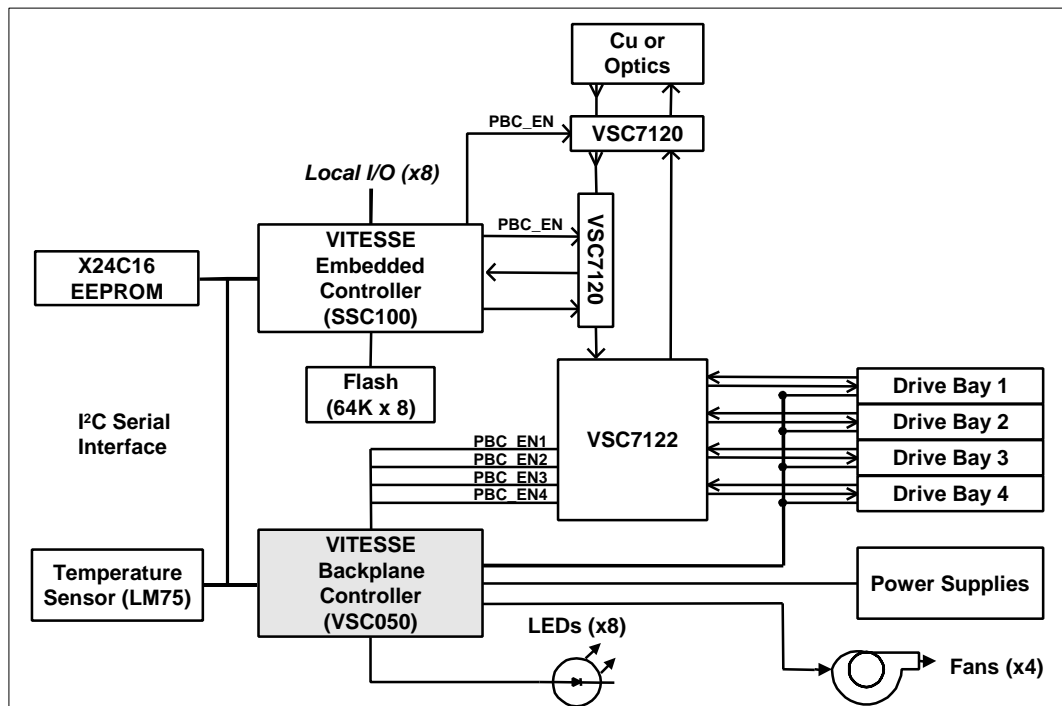 Cu or
Optics
PBC_EN
VSC7120
Local I/O (x8)
PBC_EN
VSC7120
VITESSE
Embedded
Controller
(SSC100)
X24C16
EEPROM
Flash
(64K x 8)
I²C Serial
Interface
VSC7122
Drive Bay 1
Drive Bay 2
Drive Bay 3
Drive Bay 4
PBC_EN1
PBC_EN2
PBC_EN3
PBC_EN4
VITESSE
Backplane
Controller
(VSC050)
Temperature
Sensor (LM75)
Power Supplies
LEDs (x8)
Fans (x4)